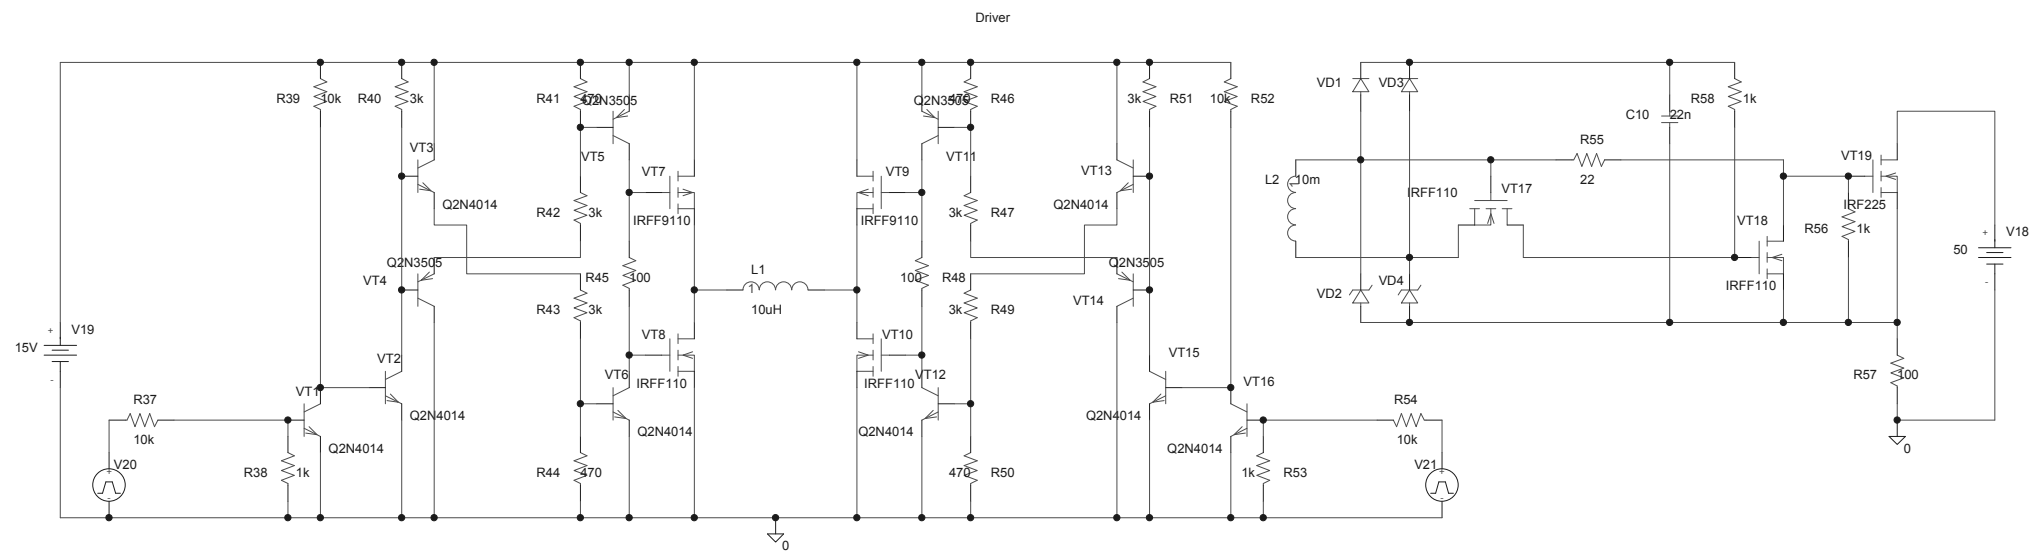 Driver
R39
10k
R40
3k
R41
470
Q2N3505
Q2N3505
470
R46
3k
R51
10k
R52
VD1
VD3
C10
22n
R58
1k
R55
22
VT3
VT5
VT7
VT9
VT11
VT13
VT19
Q2N4014
R42
3k
IRFF9110
IRFF9110
3k
R47
Q2N4014
L2
10m
IRFF110
VT17
IRF225
VT18
R56
1k
+
V18
50
-
Q2N3505
VT4
R45
100
L1
1
10uH
100
R48
Q2N3505
VT14
IRFF110
VD2
VD4
R43
3k
3k
R49
+
V19
15V
-
VT2
VT8
VT10
VT15
VT1
VT6
IRFF110
IRFF110
VT12
VT16
R57
100
R37
10k
Q2N4014
Q2N4014
Q2N4014
Q2N4014
Q2N4014
Q2N4014
R54
10k
0
V20
+
-
R38
1k
R44
470
470
R50
1k
R53
V21
+
-
0